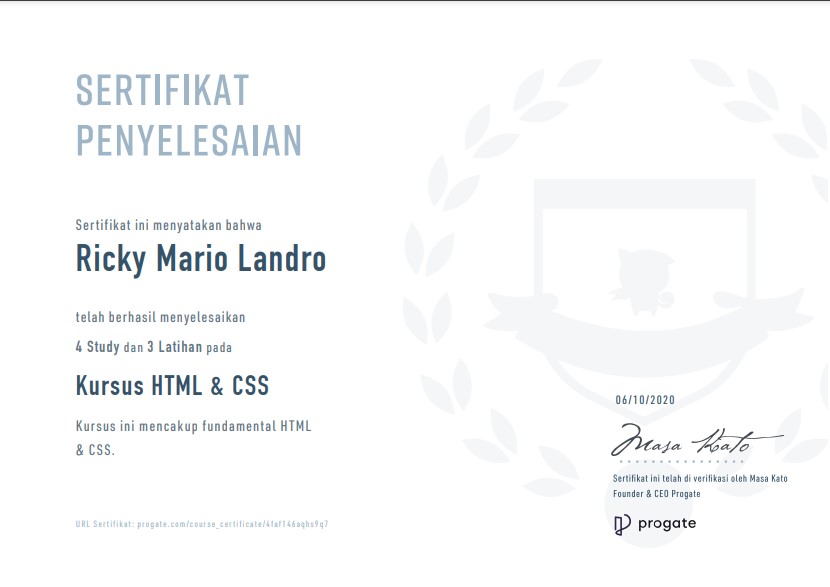 SERTIFIKAT
PENYELESAIAN
Sertifikat ini menyatakan bahwa
Ricky Mario Landro
telah berhasil menyelesaikan
4 Study dan 3 Latihan pada
Kursus HTML & CSS
Kursus ini mencakup fundamental HTML
& CSS.
URL Sertifikat: progate.com/course_certificate/4faf146aqhs9q7
06/10/2020
Masa Kato
Sertifikat ini telah di verifikasi oleh Masa Kato
Founder & CEO Progate
progate